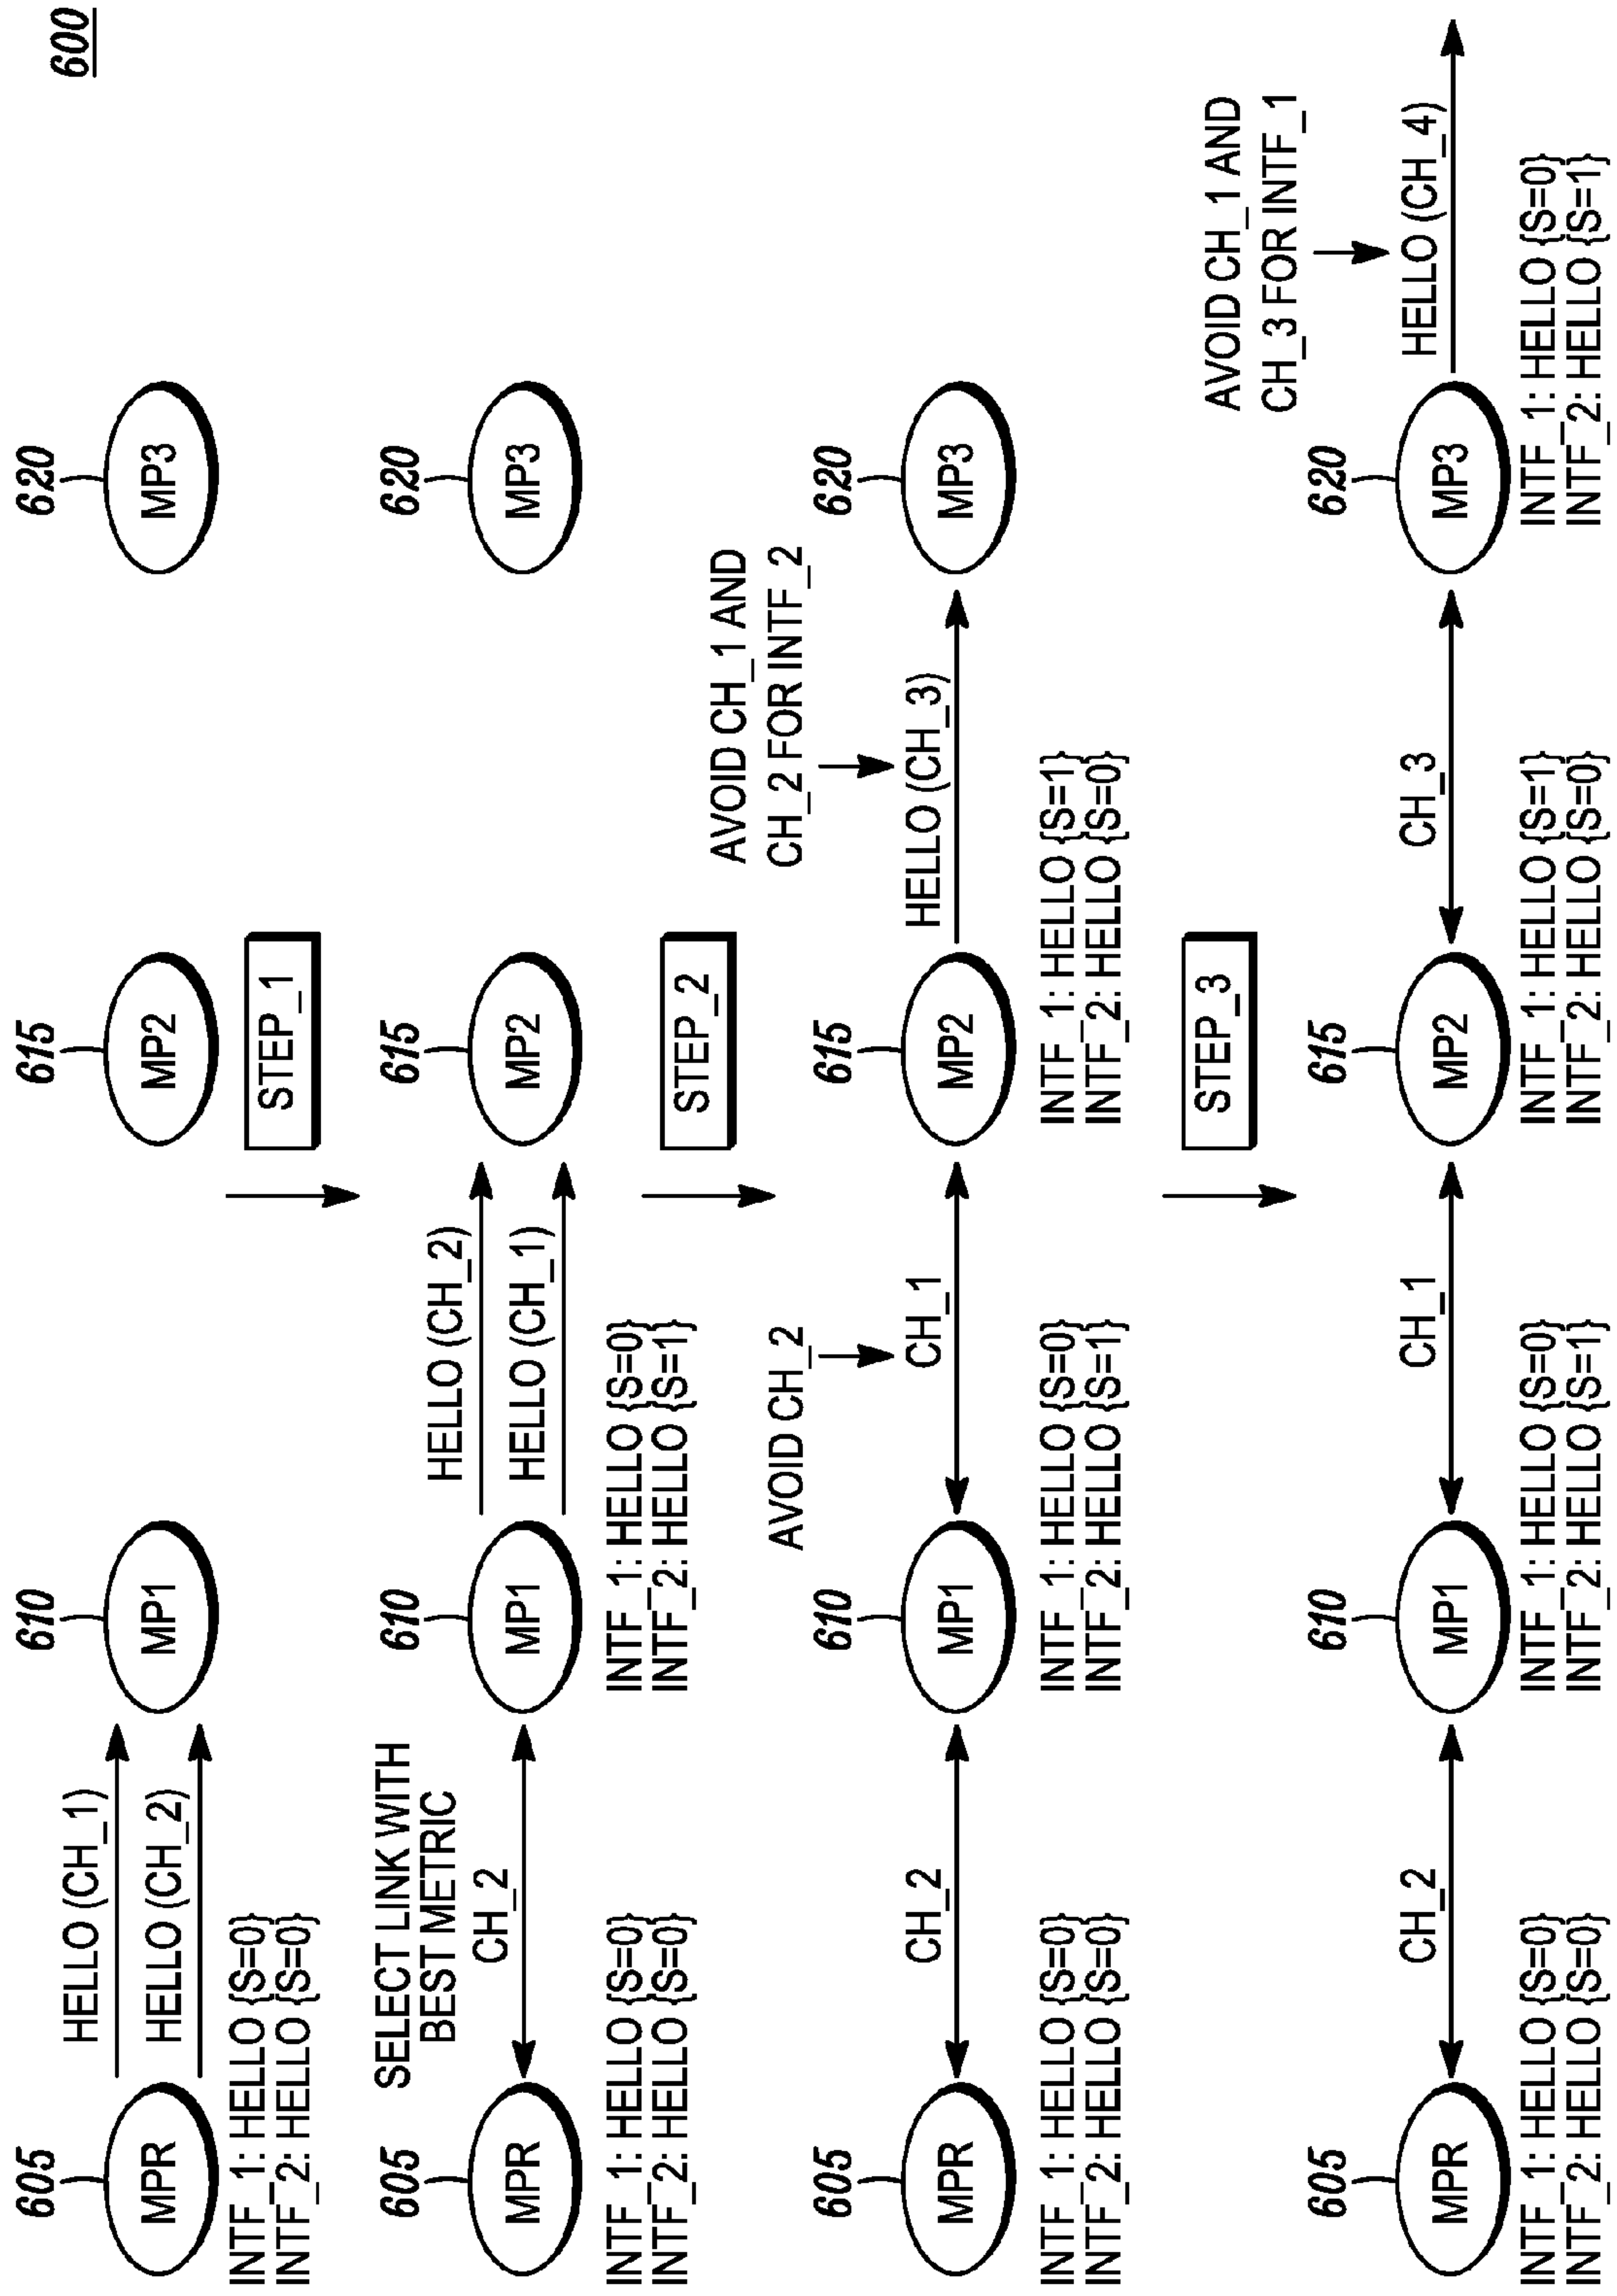 600
605
610
615
620
MPR
HELLO (CH_1)
HELLO (CH_2)
MP1
MP2
MP3
INTF_1: HELLO {S=0}
INTF_2: HELLO {S=0}
STEP_1
605
610
615
620
SELECT LINK WITH
BEST METRIC
MPR
CH_2
MP1
HELLO (CH_2)
HELLO (CH_1)
MP2
MP3
INTF_1: HELLO {S=0}
INTF_2: HELLO {S=0}
INTF_1: HELLO {S=0}
INTF_2: HELLO {S=1}
STEP_2
AVOID CH_1 AND
CH_2 FOR INTF_2
AVOID CH_2
605
610
615
620
MPR
CH_2
MP1
CH_1
MP2
HELLO (CH_3)
MP3
INTF_1: HELLO {S=0}
INTF_2: HELLO {S=0}
INTF_1: HELLO {S=0}
INTF_2: HELLO {S=1}
INTF_1: HELLO {S=1}
INTF_2: HELLO {S=0}
STEP_3
AVOID CH_1 AND
CH_3 FOR INTF_1
605
610
615
620
MPR
CH_2
MP1
CH_1
MP2
CH_3
MP3
HELLO (CH_4)
INTF_1: HELLO {S=0}
INTF_2: HELLO {S=0}
INTF_1: HELLO {S=0}
INTF_2: HELLO {S=1}
INTF_1: HELLO {S=1}
INTF_2: HELLO {S=0}
INTF_1: HELLO {S=0}
INTF_2: HELLO {S=1}